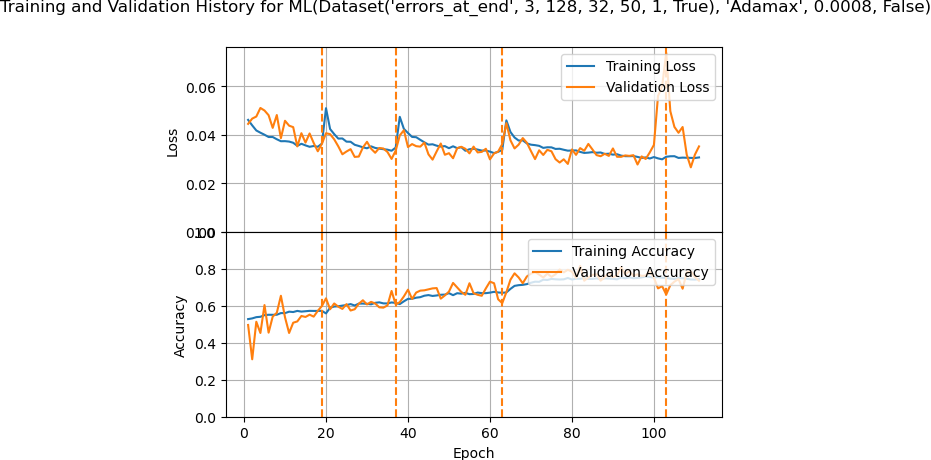 Training and Validation History for ML(Dataset('errors_at_end', 3, 128, 32, 50, 1, True), 'Adamax', 0.0008, False)
Training Loss
Validation Loss
Loss
0.06
0.04
0.02
0.00
1.0
Training Accuracy
Validation Accuracy
Accuracy
0.8
0.6
0.4
0.2
0.0
0 20 40 60 80 100
Epoch